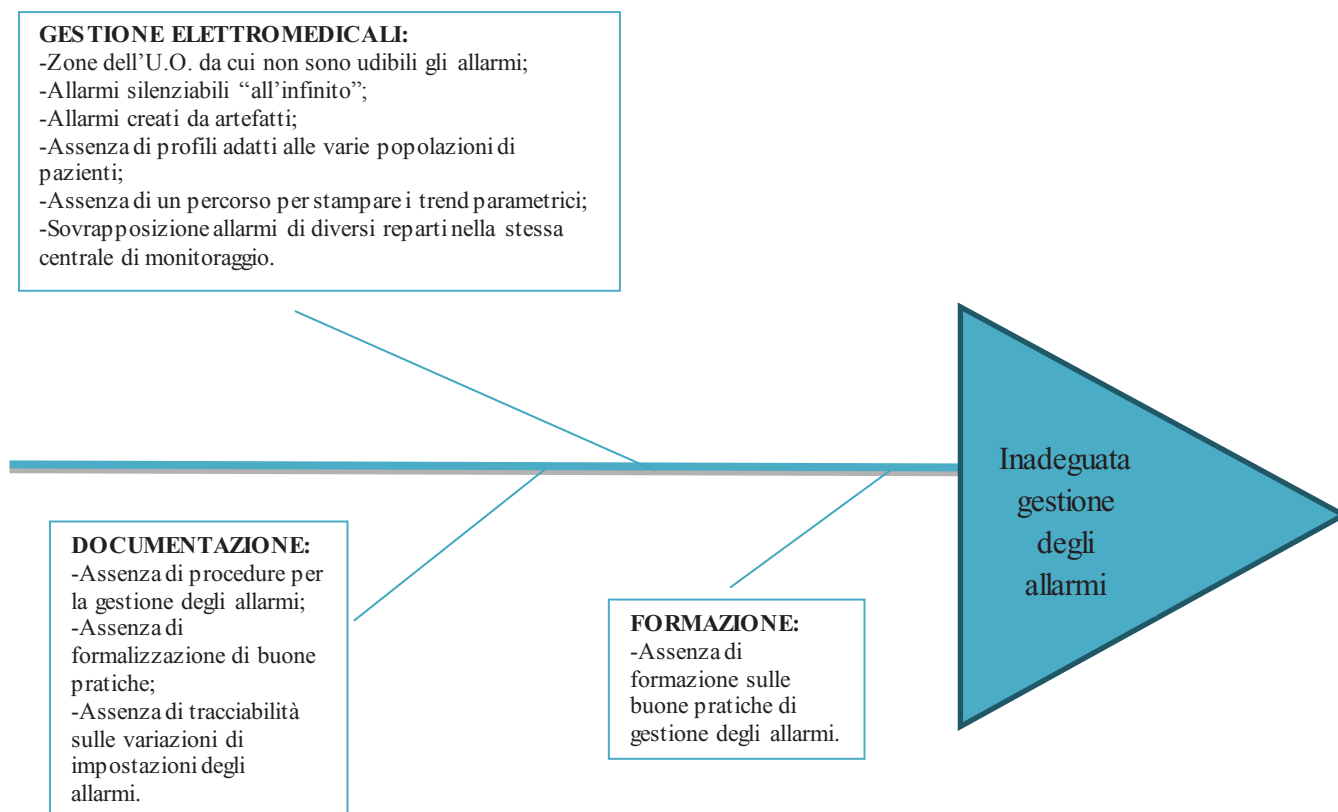 GESTIONE ELETTROMEDICALI:
-Zone dell’U.O. da cui non sono udibili gli allarmi;
-Allarmi silenziabili “all’infinito”;
-Allarmi creati da artefatti;
-Assenza di profili adatti alle varie popolazioni di
pazienti;
-Assenza di un percorso per stampare i trend parametrici;
-Sovrapposizione allarmi di diversi reparti nella stessa
centrale di monitoraggio.
DOCUMENTAZIONE:
-Assenza di procedure per
la gestione degli allarmi;
-Assenza di
formalizzazione di buone
pratiche;
-Assenza di tracciabilità
sulle variazioni di
impostazioni degli
allarmi.
FORMAZIONE:
-Assenza di
formazione sulle
buone pratiche di
gestione degli allarmi.
Inadeguata
gestione
degli
allarmi